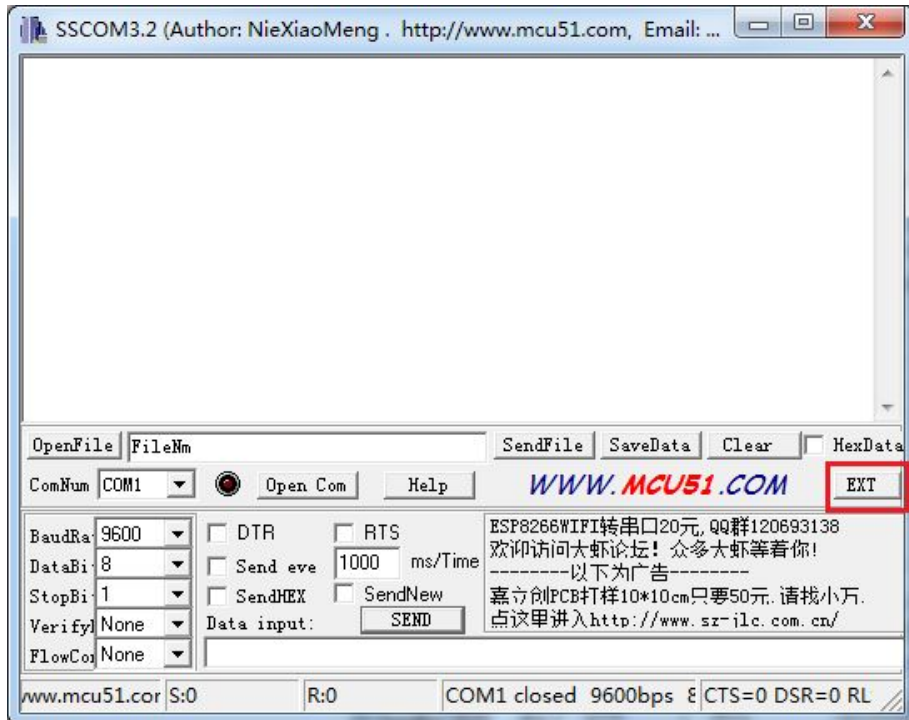 SSCOM3.2 (Author: NieXiaoMeng .  http://www.mcu51.com,  Email: ...
OpenFile FileNm SendFile SaveData Clear HexData
ComNum COM1 Open Com Help WWW.MCU51.COM EXT
BaudRa 9600 DTR RTS
DataBi 8 Send eve 1000 ms/Time
StopBi 1 SendHEX SendNew
Verify None Data input: SEND
FlowCo None
ESP8266WIFI转串口20元,QQ群120693138
欢迎访问大虾论坛! 众多大虾等着你!
--------以下为广告--------
嘉立创PCB打样10*10cm只要50元.请找小万.
点这里进入http://www.sz-jlc.com.cn/
www.mcu51.cor S:0 R:0 COM1 closed 9600bps 8 CTS=0 DSR=0 RL